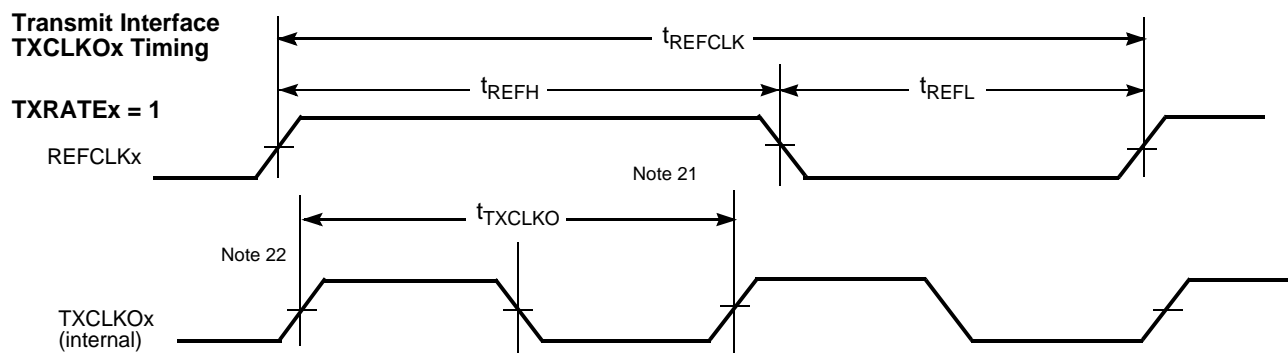 Transmit Interface
TXCLKOx Timing
tREFCLK
tREFH
tREFL
TXRATEx = 1
REFCLKx
Note 21
tTXCLKO
Note 22
TXCLKOx
(internal)